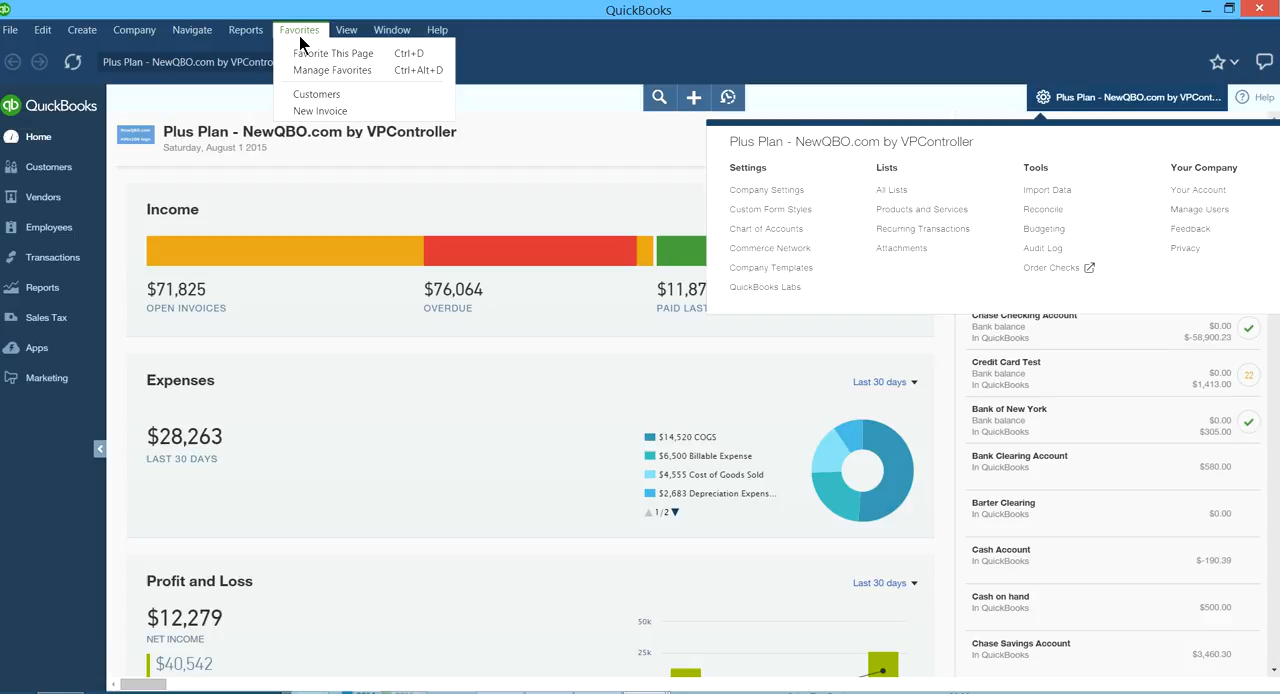 QuickBooks
File Edit Create Company Navigate Reports Favorites View Window Help
Favorite This Page Ctrl+D
Manage Favorites Ctrl+Alt+D
Customers
New Invoice
Plus Plan - NewQBO.com by VPContro
QuickBooks
Home
Customers
Vendors
Employees
Transactions
Reports
Sales Tax
Apps
Marketing
Plus Plan - NewQBO.com by VPCont...
Help
Plus Plan - NewQBO.com by VPController
Saturday, August 1 2015
Plus Plan - NewQBO.com by VPController
Settings
Company Settings
Custom Form Styles
Chart of Accounts
Commerce Network
Company Templates
QuickBooks Labs
Lists
All Lists
Products and Services
Recurring Transactions
Attachments
Tools
Import Data
Reconcile
Budgeting
Audit Log
Order Checks
Your Company
Your Account
Manage Users
Feedback
Privacy
Income
$71,825
OPEN INVOICES
$76,064
OVERDUE
$11,87
PAID LAST
Expenses
Last 30 days
$28,263
LAST 30 DAYS
$14,520 COGS
$6,500 Billable Expense
$4,555 Cost of Goods Sold
$2,683 Depreciation Expens...
1/2
Profit and Loss
Last 30 days
$12,279
NET INCOME
$40,542
50k
25k
Chase Checking Account
Bank balance $0.00
In QuickBooks $-58,900.23
Credit Card Test
Bank balance $0.00
In QuickBooks $1,413.00
22
Bank of New York
Bank balance $0.00
In QuickBooks $305.00
Bank Clearing Account
In QuickBooks $580.00
Barter Clearing
In QuickBooks $0.00
Cash Account
In QuickBooks $-190.39
Cash on hand
In QuickBooks $500.00
Chase Savings Account
In QuickBooks $3,460.30